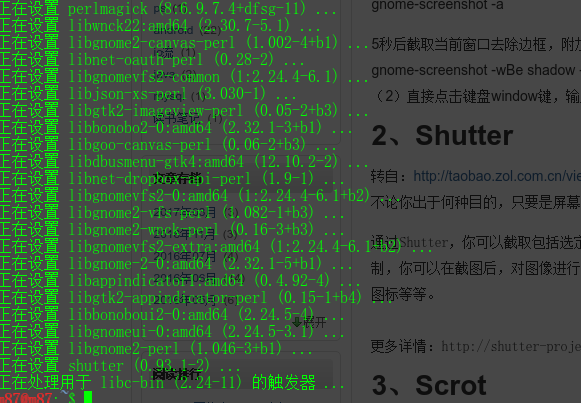 正在设置 perlmagick (8:6.9.7.4+dfsg-11) ...
正在设置 libwnck22:amd64 (2.30.7-5.1) ...
正在设置 libgnome2-canvas-perl (1.002-4+b1) ...
正在设置 libnet-oauth-perl (0.28-2) ...
正在设置 libgnomevfs2-common (1:2.24.4-6.1) ...
正在设置 libjson-xs-perl (3.030-1) ...
正在设置 libgtk2-imageview-perl (0.05-2+b3) ...
正在设置 libbonobo2-0:amd64 (2.32.1-3+b1) ...
正在设置 libgoo-canvas-perl (0.06-2+b3) ...
正在设置 libdbusmenu-gtk4:amd64 (12.10.2-2) ...
正在设置 libnet-dropbox-api-perl (1.9-1) ...
正在设置 libgnomevfs2-0:amd64 (1:2.24.4-6.1+b2) ...
正在设置 libgnome2-vfs-perl (1.082-1+b3) ...
正在设置 libgnome2-wnck-perl (0.16-3+b3) ...
正在设置 libgnomevfs2-extra:amd64 (1:2.24.4-6.1+b2) ...
正在设置 libgnome-2-0:amd64 (2.32.1-5+b1) ...
正在设置 libappindicator1:amd64 (0.4.92-4) ...
正在设置 libgtk2-appindicator-perl (0.15-1+b4) ...
正在设置 libbonoboui2-0:amd64 (2.24.5-4) ...
正在设置 libgnomeui-0:amd64 (2.24.5-3.1) ...
正在设置 libgnome2-perl (1.046-3+b1) ...
正在设置 shutter (0.93.1-2) ...
正在处理用于 libc-bin (2.24-11) 的触发器 ...
m87@m87:~$
gnome-screenshot -a
5秒后截取当前窗口去除边框，附加
gnome-screenshot -wBe shadow
（2）直接点击键盘window键，输
2、Shutter
转自：http://taobao.zol.com.cn/vie
不论你出于何种目的，只要是屏幕
通过Shutter，你可以截取包括选定
制，你可以在截图后，对图像进行
图标等等。
更多详情：http://shutter-proje
3、Scrot